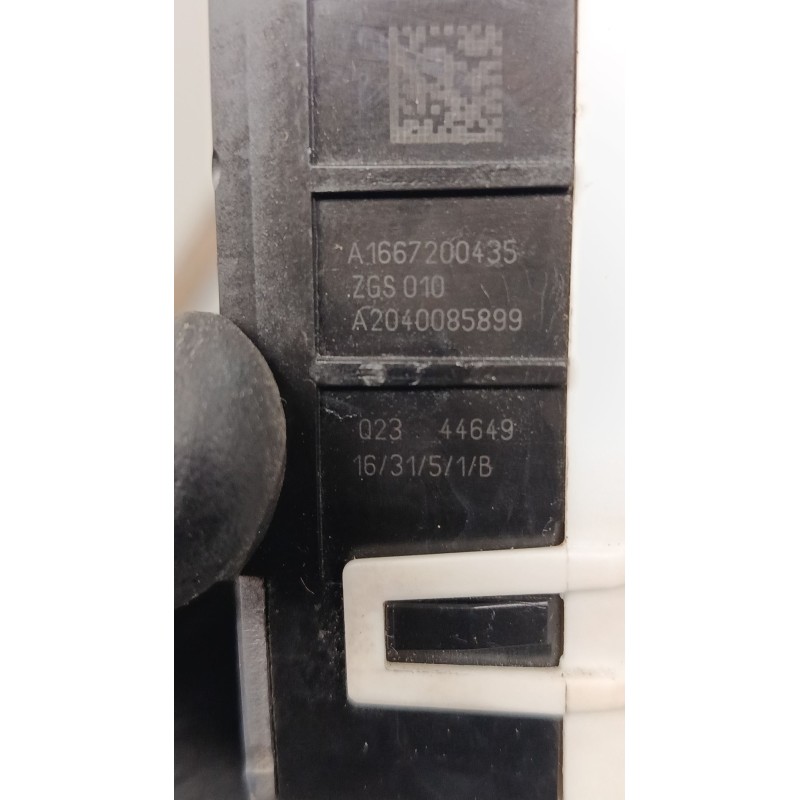 A1667200435
ZGS 010
A2040085899
Q23 44649
16/31/5/1/B